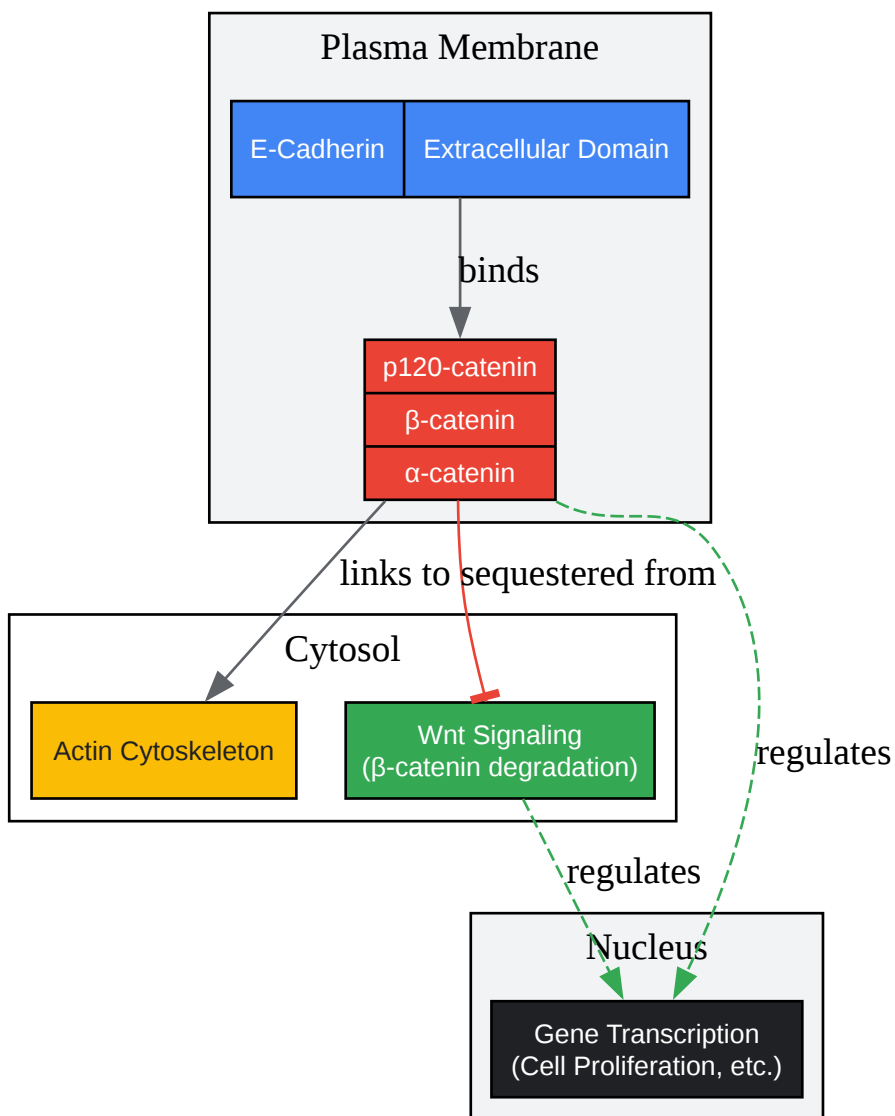 Plasma Membrane
E-Cadherin
Extracellular Domain
binds
p120-catenin
β-catenin
α-catenin
links to
sequestered from
Cytosol
Actin Cytoskeleton
Wnt Signaling
(β-catenin degradation)
regulates
regulates
Nucleus
Gene Transcription
(Cell Proliferation, etc.)